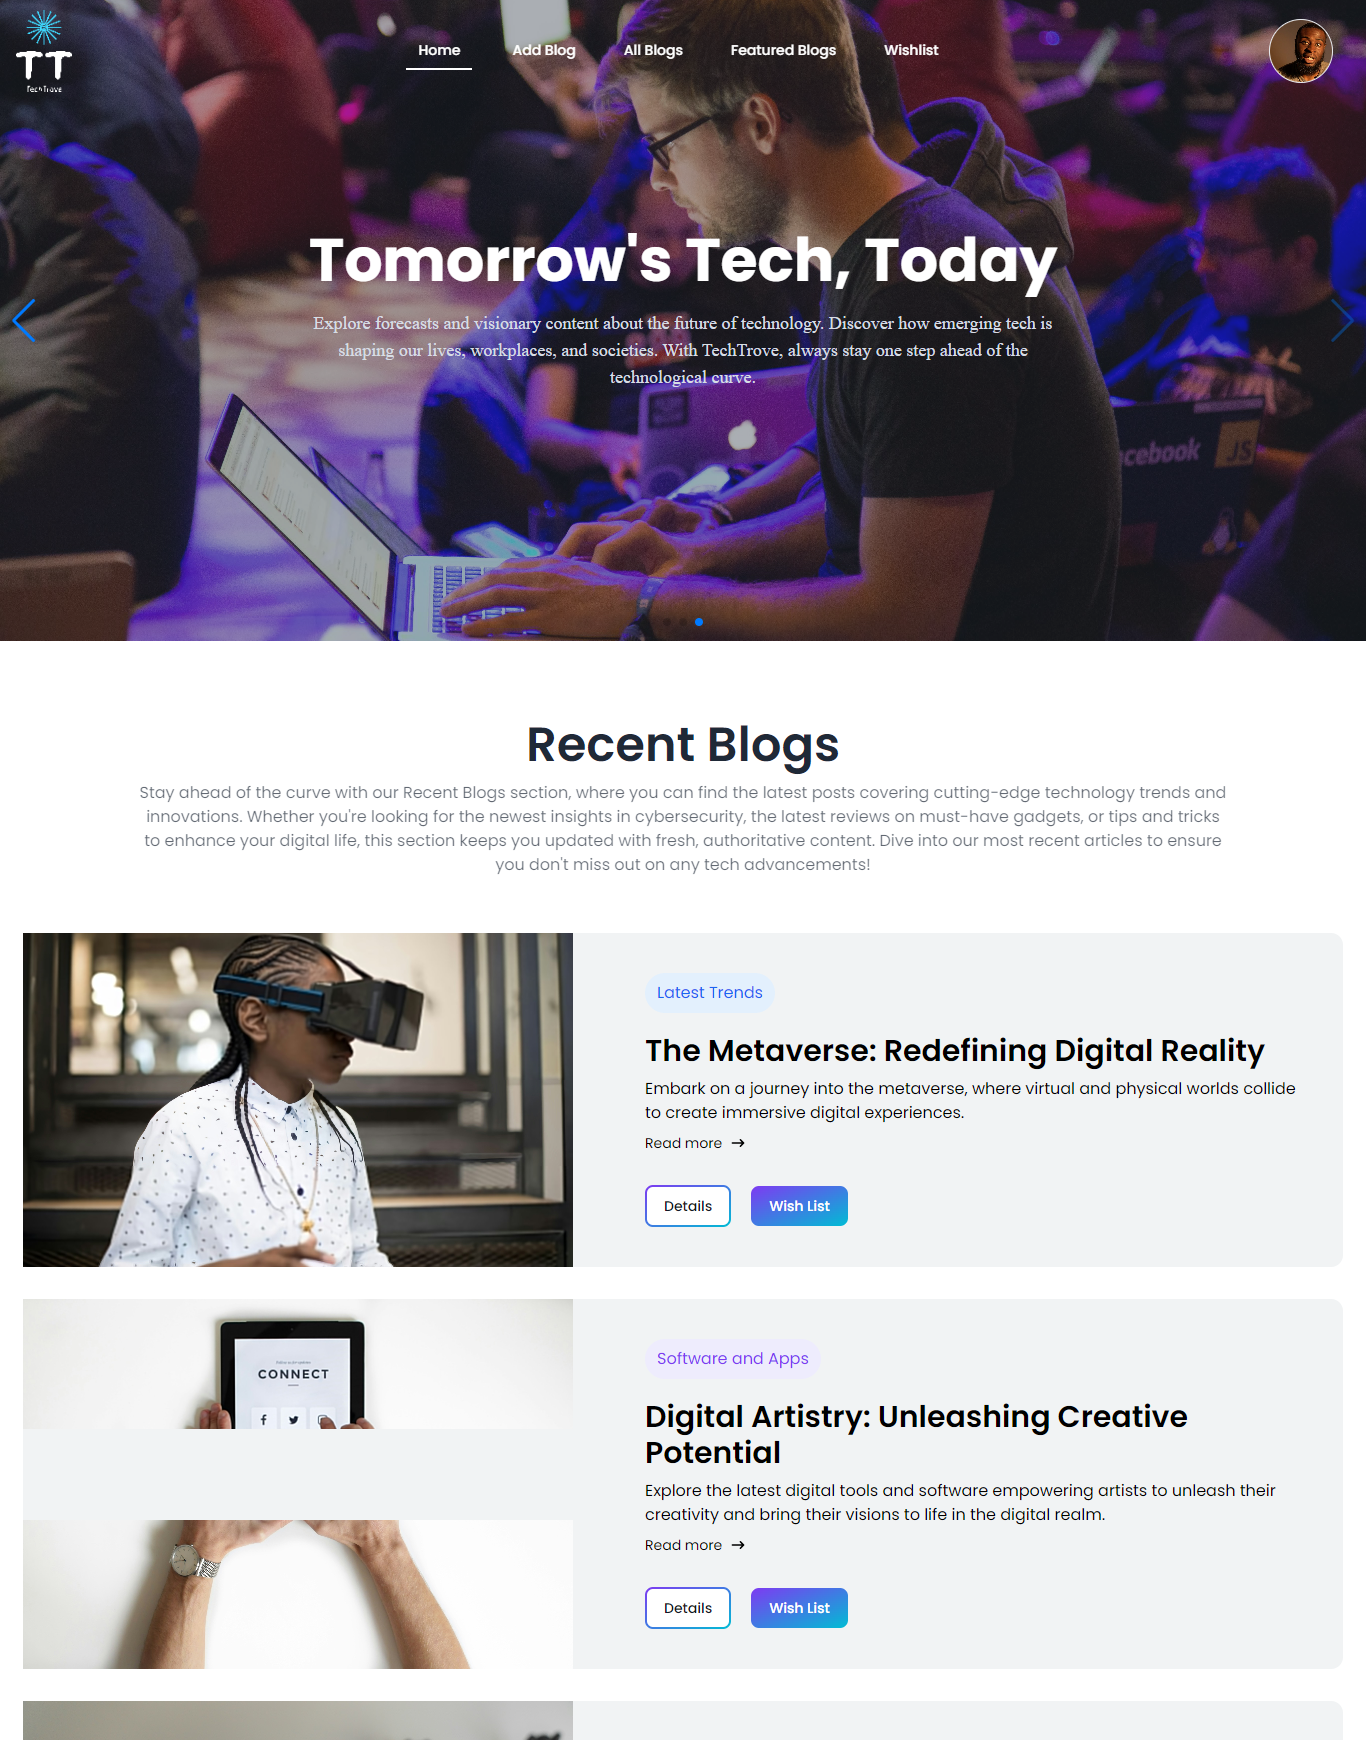 TT
TechTrove
Home
Add Blog
All Blogs
Featured Blogs
Wishlist
Tomorrow's Tech, Today
Explore forecasts and visionary content about the future of technology. Discover how emerging tech is
shaping our lives, workplaces, and societies. With TechTrove, always stay one step ahead of the
technological curve.
cebook
JS
Recent Blogs
Stay ahead of the curve with our Recent Blogs section, where you can find the latest posts covering cutting-edge technology trends and
innovations. Whether you're looking for the newest insights in cybersecurity, the latest reviews on must-have gadgets, or tips and tricks
to enhance your digital life, this section keeps you updated with fresh, authoritative content. Dive into our most recent articles to ensure
you don't miss out on any tech advancements!
Latest Trends
The Metaverse: Redefining Digital Reality
Embark on a journey into the metaverse, where virtual and physical worlds collide
to create immersive digital experiences.
Read more →
Details
Wish List
CONNECT
Software and Apps
Digital Artistry: Unleashing Creative
Potential
Explore the latest digital tools and software empowering artists to unleash their
creativity and bring their visions to life in the digital realm.
Read more →
Details
Wish List